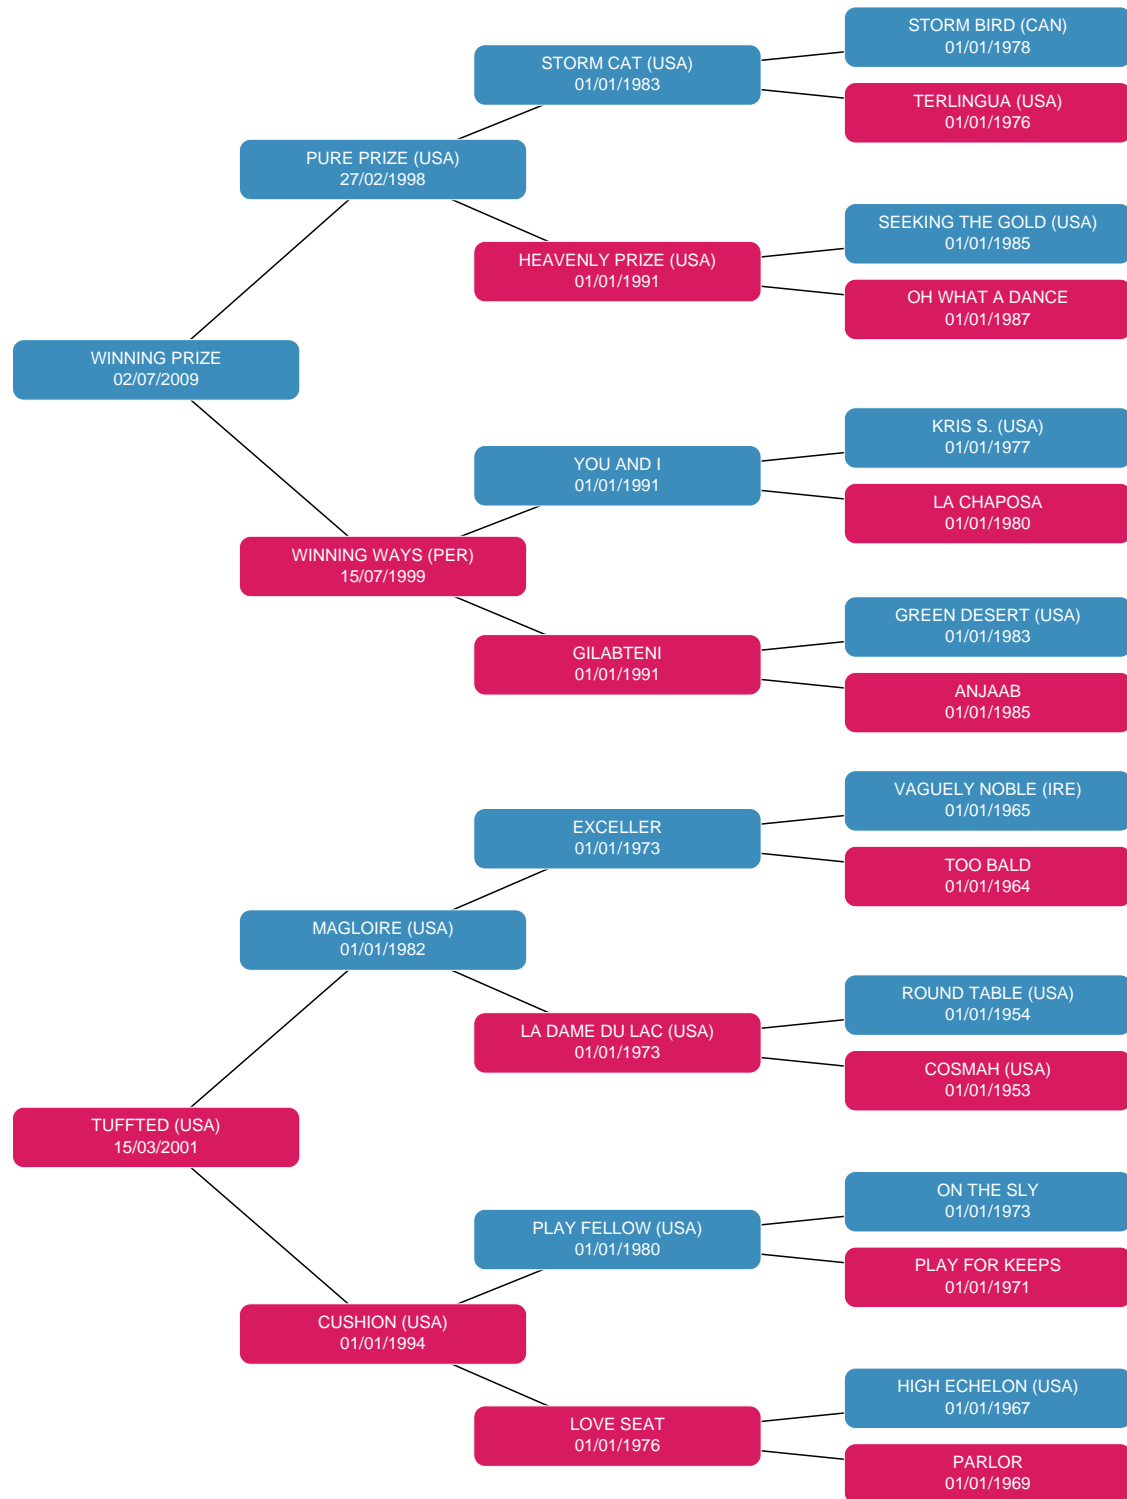 STORM BIRD (CAN)
01/01/1978
STORM CAT (USA)
01/01/1983
TERLINGUA (USA)
01/01/1976
PURE PRIZE (USA)
27/02/1998
SEEKING THE GOLD (USA)
01/01/1985
HEAVENLY PRIZE (USA)
01/01/1991
OH WHAT A DANCE
01/01/1987
WINNING PRIZE
02/07/2009
KRIS S. (USA)
01/01/1977
YOU AND I
01/01/1991
LA CHAPOSA
01/01/1980
WINNING WAYS (PER)
15/07/1999
GREEN DESERT (USA)
01/01/1983
GILABTENI
01/01/1991
ANJAAB
01/01/1985
VAGUELY NOBLE (IRE)
01/01/1965
EXCELLER
01/01/1973
TOO BALD
01/01/1964
MAGLOIRE (USA)
01/01/1982
ROUND TABLE (USA)
01/01/1954
LA DAME DU LAC (USA)
01/01/1973
COSMAH (USA)
01/01/1953
TUFFTED (USA)
15/03/2001
ON THE SLY
01/01/1973
PLAY FELLOW (USA)
01/01/1980
PLAY FOR KEEPS
01/01/1971
CUSHION (USA)
01/01/1994
HIGH ECHELON (USA)
01/01/1967
LOVE SEAT
01/01/1976
PARLOR
01/01/1969